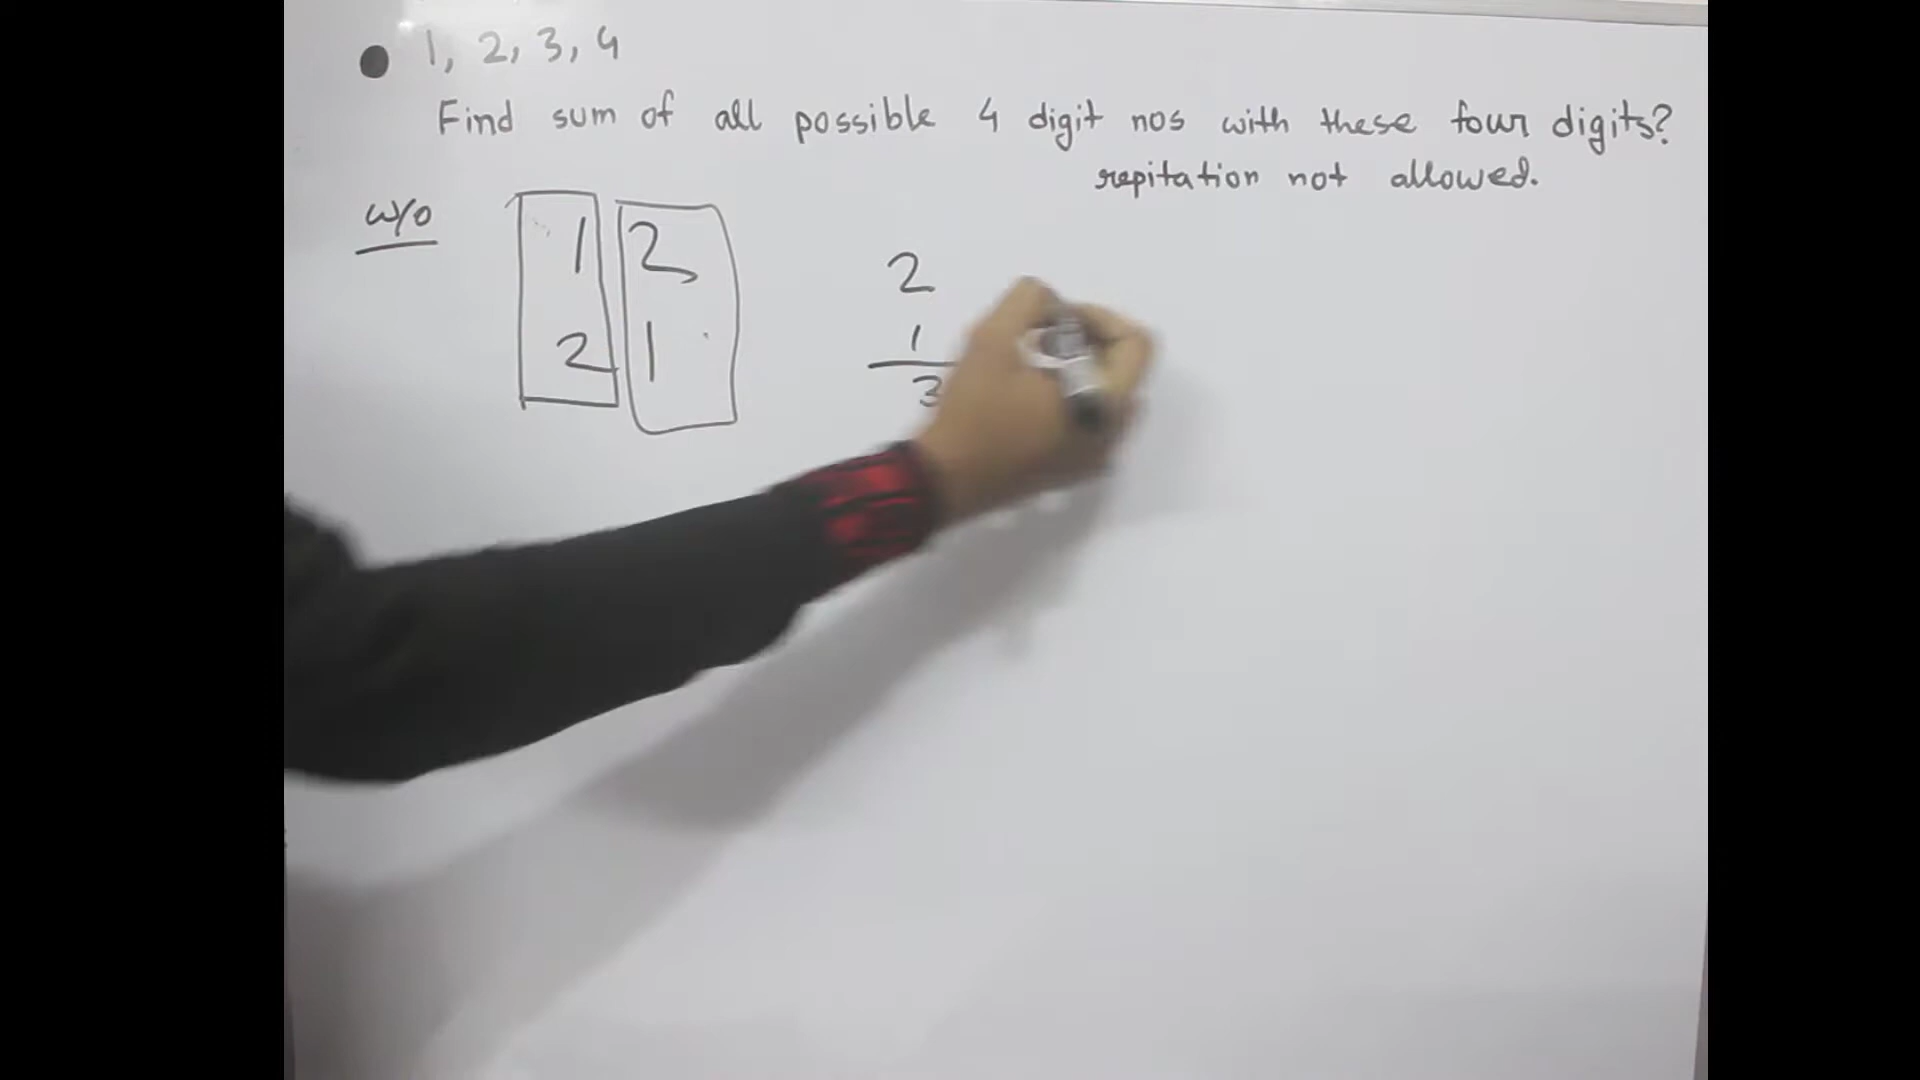 1, 2, 3, 4
Find sum of all possible 4 digit nos with these four digits?
repitation not allowed.
w/o
1 2
2 1
2
1
3